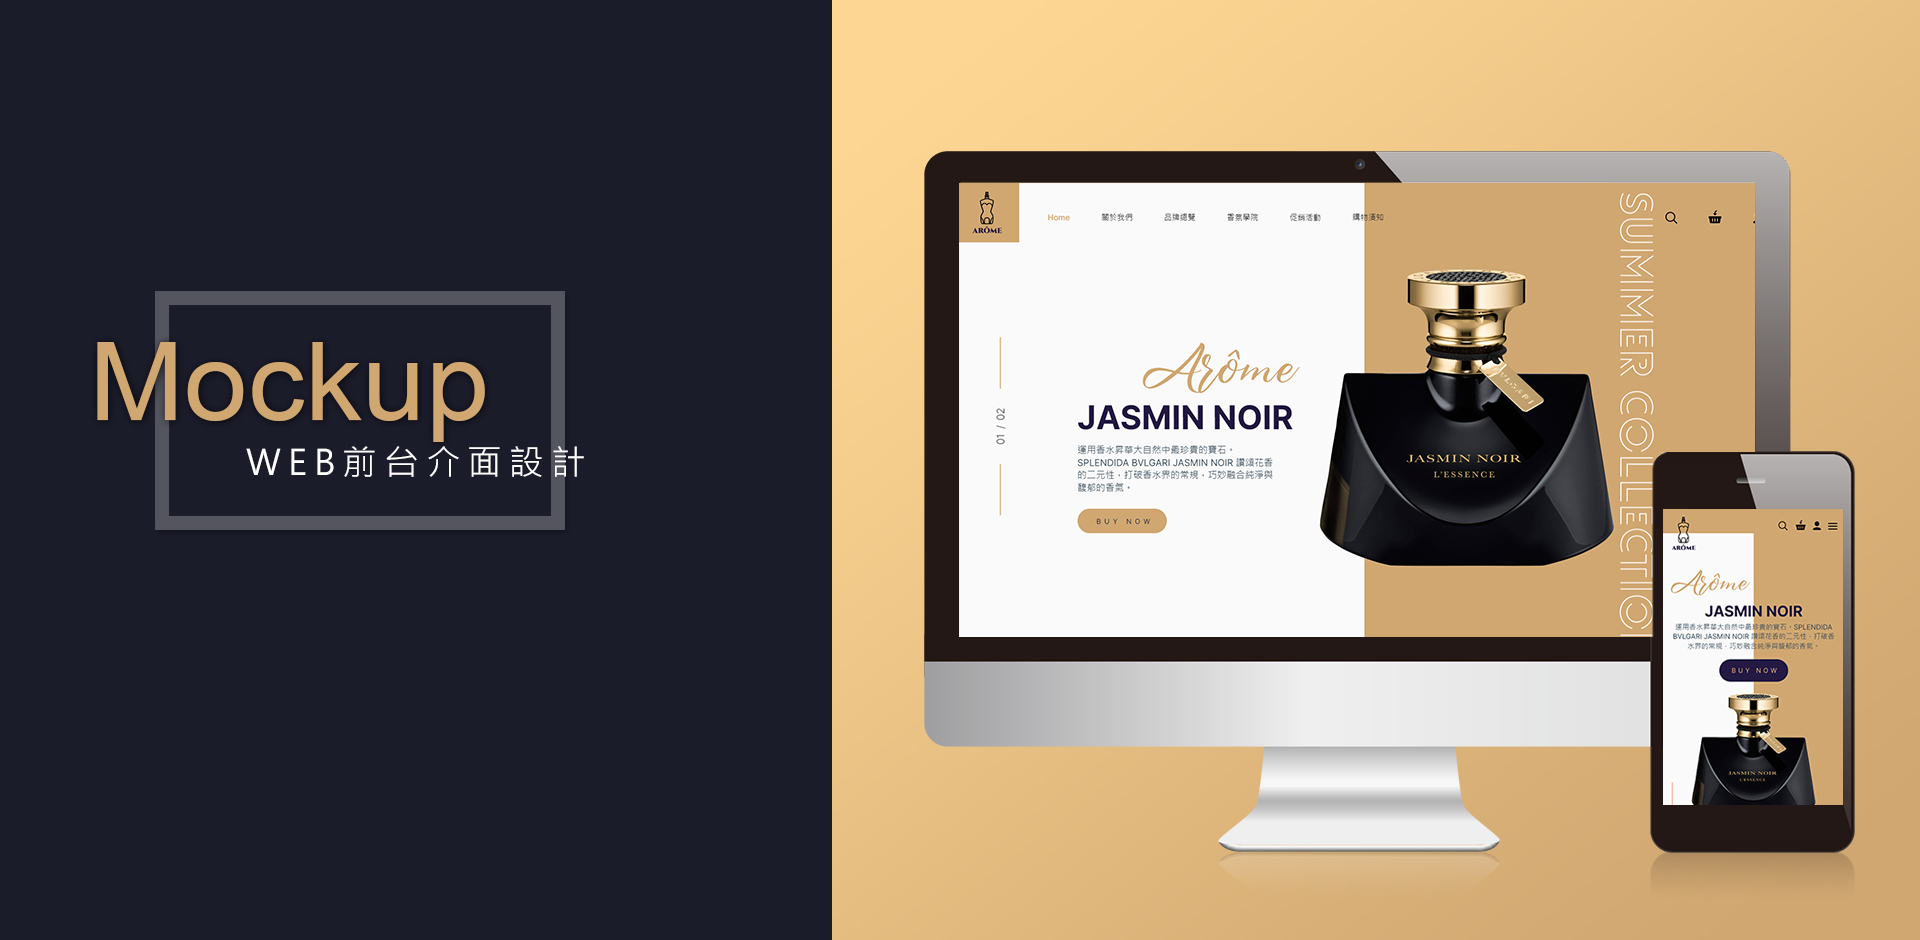 Mockup
WEB前台介面設計
ARÔME
Home 關於我們 品牌總覽 香氛學院 促銷活動 購物須知
SUMMER COLLECTIO
01 / 02
Arôme
JASMIN NOIR
運用香水昇華大自然中最珍貴的寶石。
SPLENDIDA BVLGARI JASMIN NOIR 讚頌花香
的二元性，打破香水界的常規，巧妙融合純淨與
馥郁的香氣。
BUY NOW
BVLGARI
JASMIN NOIR
L'ESSENCE
ARÔME
Arôme
JASMIN NOIR
運用香水昇華大自然中最珍貴的寶石。SPLENDIDA
BVLGARI JASMIN NOIR 讚頌花香的二元性，打破香
水界的常規，巧妙融合純淨與馥郁的香氣。
BUY NOW
JASMIN NOIR
L'ESSENCE